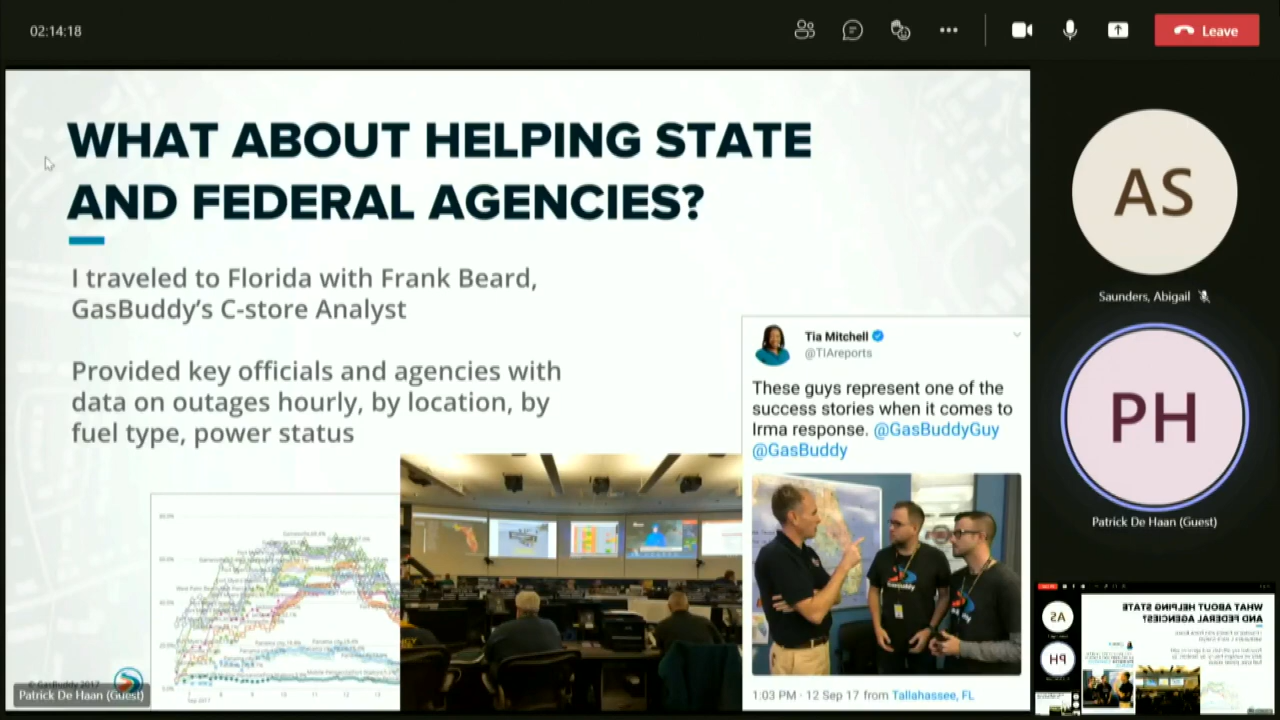 02:14:18
Leave
WHAT ABOUT HELPING STATE
AND FEDERAL AGENCIES?
I traveled to Florida with Frank Beard,
GasBuddy's C-store Analyst
Provided key officials and agencies with
data on outages hourly, by location, by
fuel type, power status
Tia Mitchell
@TIAreports
These guys represent one of the
success stories when it comes to
Irma response. @GasBuddyGuy
@GasBuddy
1:03 PM · 12 Sep 17 from Tallahassee, FL
© GasBuddy 2017
Patrick De Haan (Guest)
AS
Saunders, Abigail
PH
Patrick De Haan (Guest)
WHAT ABOUT HELPING STATE
AND FEDERAL AGENCIES?
AS
PH